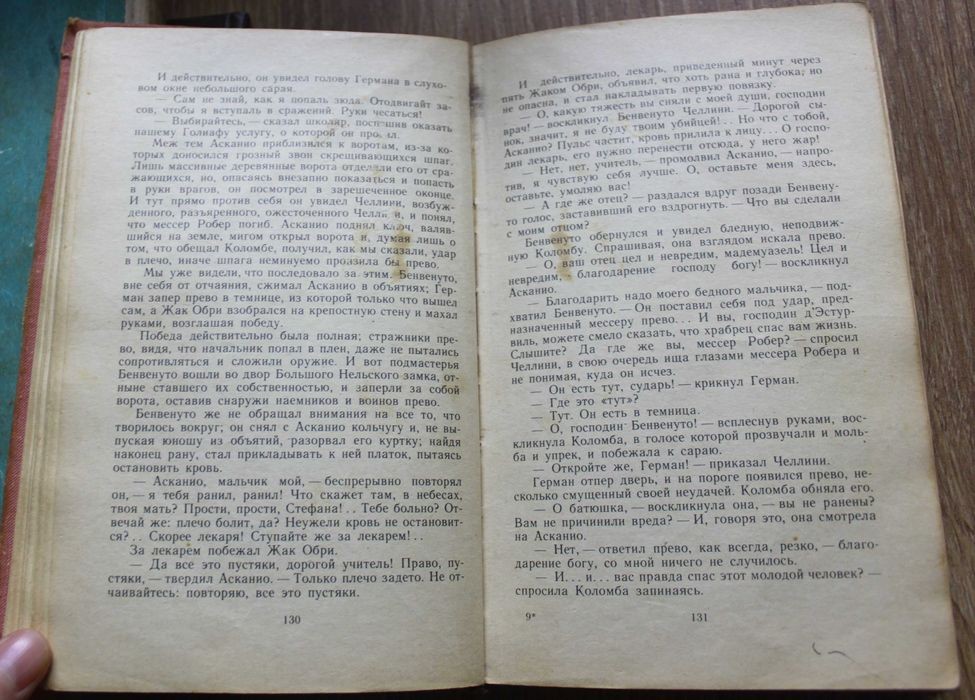 И действительно, он увидел голову Германа в слухо-
вом окне небольшого сарая.
— Сам не знай, как я попаль зюда. Отодвигайт за-
сов, чтобы я вступаль в сражений. Руки чесаться!
— Выбирайтесь, — сказал школяр, поспешив оказать
нашему Голиафу услугу, о которой он про ил.
Меж тем Асканио приблизился к воротам, из-за ко-
торых доносился грозный звон скрещивающихся шпаг.
Лишь массивные деревянные ворота отделяли его от сра-
жающихся, но, опасаясь внезапно показаться и попасть
в руки врагов, он посмотрел в зарешеченное оконце.
И тут прямо против себя он увидел Челлини, возбуж-
денного, разъяренного, ожесточенного Челли и, и понял,
что мессер Робер погиб. Асканио поднял ключ, валяв-
шийся на земле, мигом открыл ворота и, думая лишь о
том, что обещал Коломбе, получил, как мы сказали, удар
в плечо, иначе шпага неминуемо пронзила бы прево.
Мы уже видели, что последовало за этим. Бенвенуто,
вне себя от отчаяния, сжимал Асканио в объятиях; Гер-
ман запер прево в темнице, из которой только что вышел
сам, а Жак Обри взобрался на крепостную стену и махал
руками, возглашая победу.
Победа действительно была полная; стражники пре-
во, видя, что начальник попал в плен, даже не пытались
сопротивляться и сложили оружие. И вот подмастерья
Бенвенуто вошли во двор Большого Нельского замка, от-
ныне ставшего их собственностью, и заперли за собой
ворота, оставив снаружи наемников и воинов прево.
Бенвенуто же не обращал внимания на все то, что
творилось вокруг; он снял с Асканио кольчугу и, не вы-
пуская юношу из объятий, разорвал его куртку; найдя
наконец рану, стал прикладывать к ней платок, пытаясь
остановить кровь.
— Асканио, мальчик мой, — беспрерывно повторял
он, — я тебя ранил, ранил! Что скажет там, в небесах,
твоя мать? Прости, прости, Стефана!.. Тебе больно? От-
вечай же: плечо болит, да? Неужели кровь не остановит-
ся?.. Скорее лекаря! Ступайте же за лекарем!..
За лекарем побежал Жак Обри.
— Да все это пустяки, дорогой учитель! Право, пу-
стяки, — твердил Асканио. — Только плечо задето. Не от-
чаивайтесь: повторяю, все это пустяки.
130
И действительно, лекарь, приведенный минут через
пять Жаком Обри, объявил, что хоть рана и глубока, но
не опасна, и стал накладывать первую повязку.
— О, какую тяжесть вы сняли с моей души, господин
врач! — воскликнул Бенвенуто Челлини. — Дорогой сы-
нок, значит, я не буду твоим убийцей!.. Но что с тобой,
Асканио? Пульс частит, кровь прилила к лицу... О госпо-
дин лекарь, его нужно перенести отсюда, у него жар!
— Нет, нет, учитель, — промолвил Асканио, — напро-
тив, я чувствую себя лучше. О, оставьте меня здесь,
оставьте, умоляю вас!
— А где же отец? — раздался вдруг позади Бенвену-
то голос, заставивший его вздрогнуть. — Что вы сделали
с моим отцом?
Бенвенуто обернулся и увидел бледную, неподвиж-
ную Коломбу. Спрашивая, она взглядом искала прево.
— О, ваш отец цел и невредим, мадемуазель! Цел и
невредим, благодарение господу богу! — воскликнул
Асканио.
— Благодарить надо моего бедного мальчика, — под-
хватил Бенвенуто. — Он поставил себя под удар, пред-
назначенный мессеру прево... И вы, господин д'Эстур-
виль, можете смело сказать, что храбрец спас вам жизнь.
Слышите? Да где же вы, мессер Робер? — спросил
Челлини, в свою очередь ища глазами мессера Робера и
не понимая, куда он исчез.
— Он есть тут, сударь! — крикнул Герман.
— Где это «тут»?
— Тут. Он есть в темница.
— О, господин Бенвенуто! — всплеснув руками, вос-
кликнула Коломба, в голосе которой прозвучали и моль-
ба и упрек, и побежала к сараю.
— Откройте же, Герман! — приказал Челлини.
Герман отпер дверь, и на пороге появился прево, не-
сколько смущенный своей неудачей. Коломба обняла его.
— О батюшка, — воскликнула она, — вы не ранены?
Вам не причинили вреда? — И, говоря это, она смотрела
на Асканио.
— Нет, — ответил прево, как всегда, резко, — благо-
дарение богу, со мной ничего не случилось.
— И... и... вас правда спас этот молодой человек? —
спросила Коломба запинаясь.
9*
131